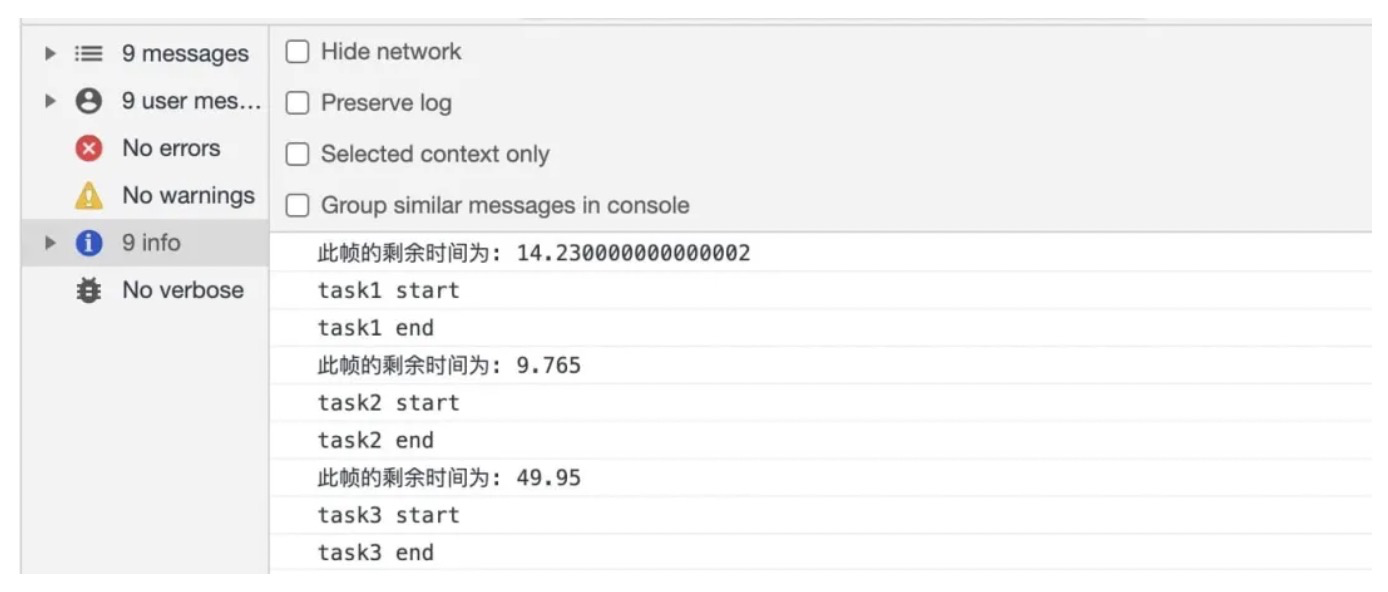 9 messages
9 user mes...
No errors
No warnings
9 info
No verbose
Hide network
Preserve log
Selected context only
Group similar messages in console
此帧的剩余时间为: 14.230000000000002
task1 start
task1 end
此帧的剩余时间为: 9.765
task2 start
task2 end
此帧的剩余时间为: 49.95
task3 start
task3 end